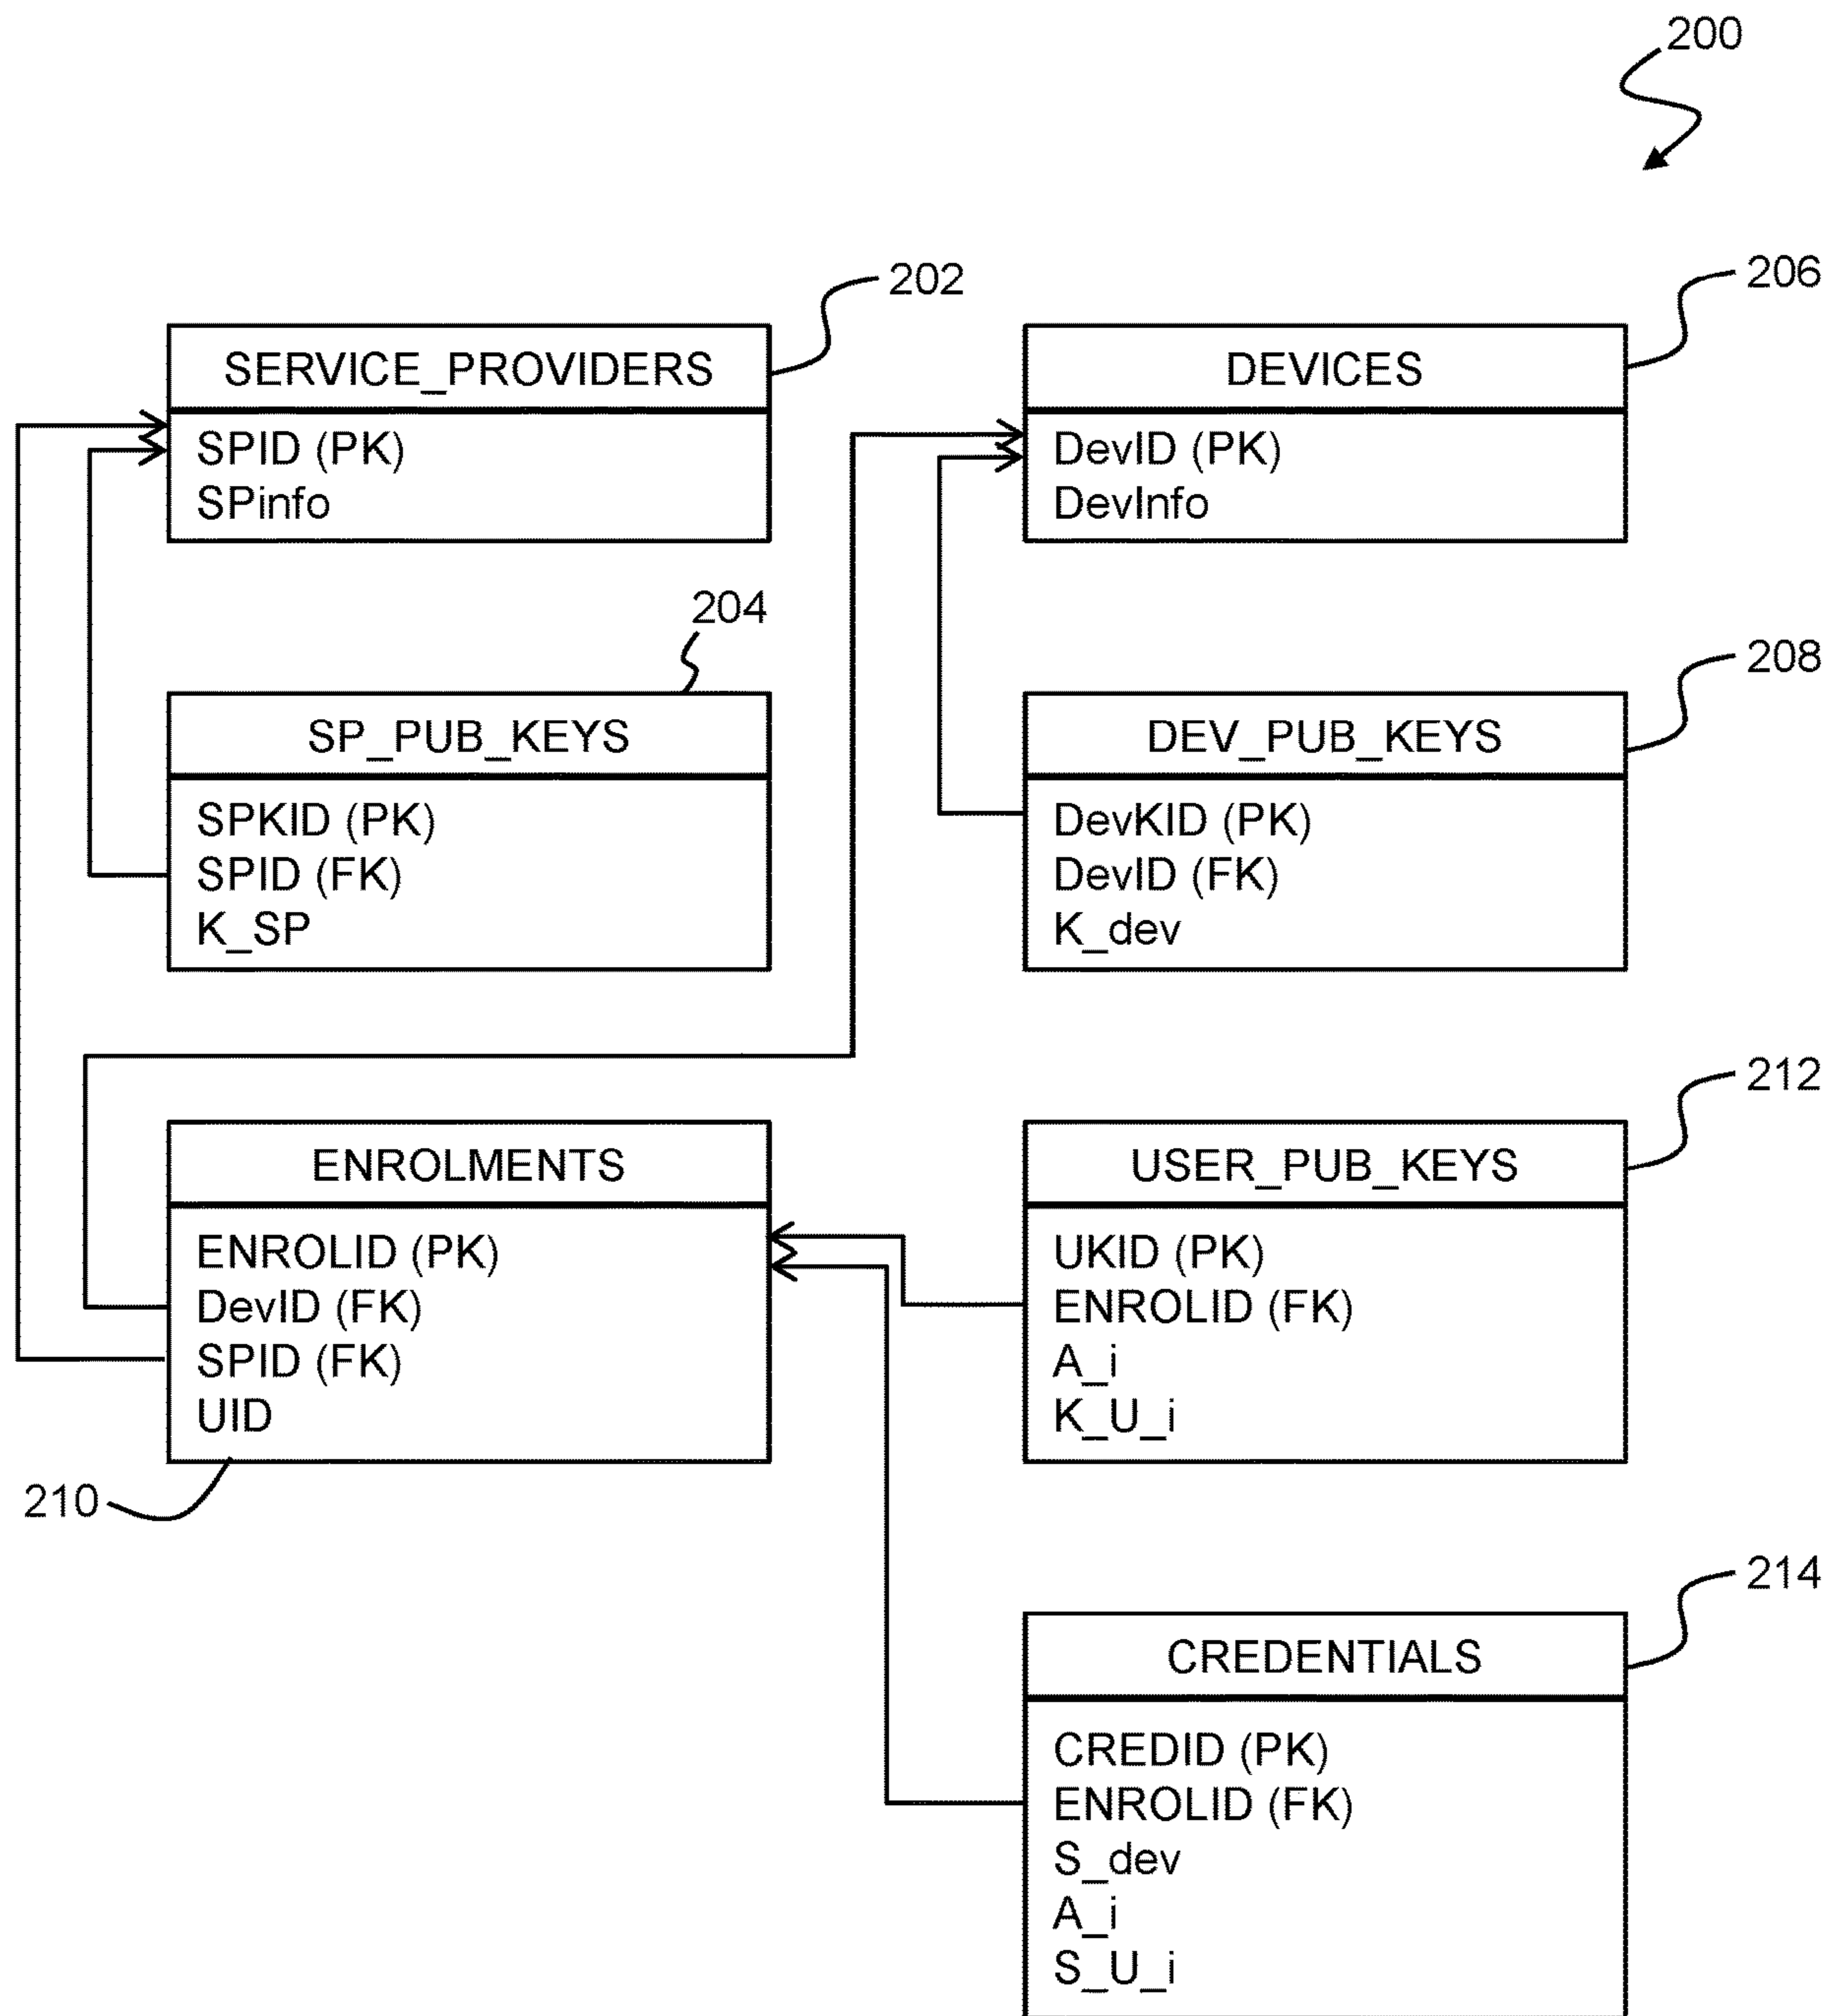 200
202
SERVICE_PROVIDERS
SPID (PK)
SPinfo
206
DEVICES
DevID (PK)
DevInfo
204
SP_PUB_KEYS
SPKID (PK)
SPID (FK)
K_SP
208
DEV_PUB_KEYS
DevKID (PK)
DevID (FK)
K_dev
ENROLMENTS
ENROLID (PK)
DevID (FK)
SPID (FK)
UID
210
212
USER_PUB_KEYS
UKID (PK)
ENROLID (FK)
A_i
K_U_i
214
CREDENTIALS
CREDID (PK)
ENROLID (FK)
S_dev
A_i
S_U_i